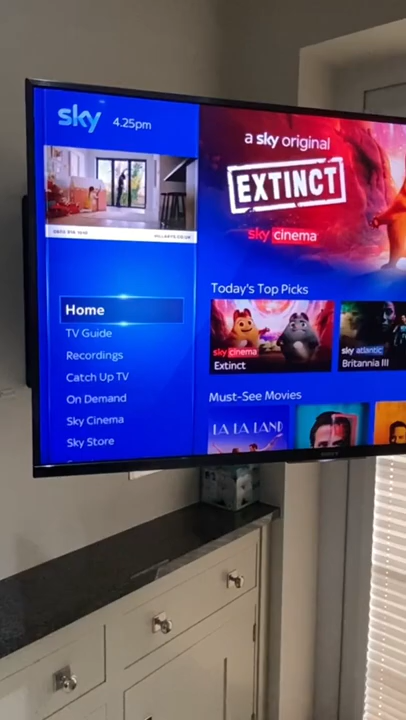 sky 4.25pm
Home
TV Guide
Recordings
Catch Up TV
On Demand
Sky Cinema
Sky Store
a sky original
EXTINCT
sky cinema
Today's Top Picks
sky cinema
Extinct
sky atlantic
Britannia III
Must-See Movies
LA LA LAND
SONY